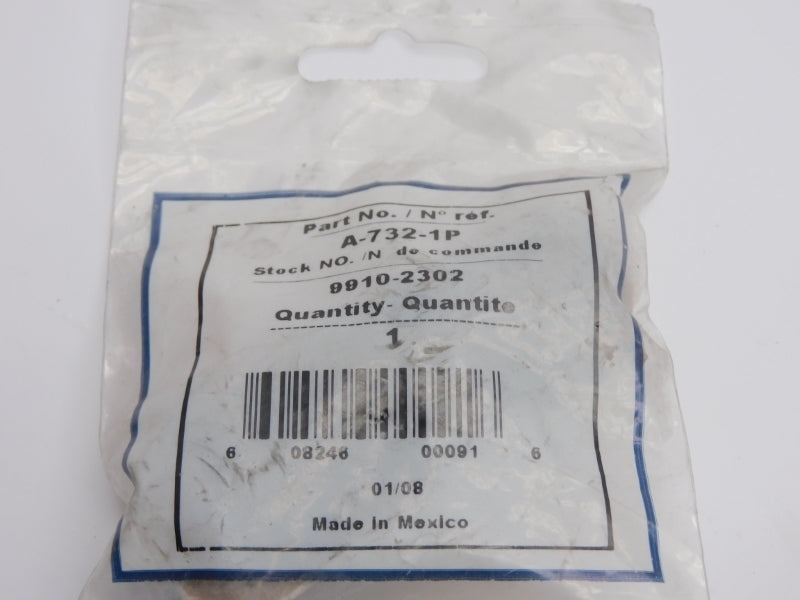 Part No. / N° réf-
A-732-1P
Stock NO. /N° de commande
9910-2302
Quantity- Quantite
1
6 08246 00091 6
01/08
Made in Mexico